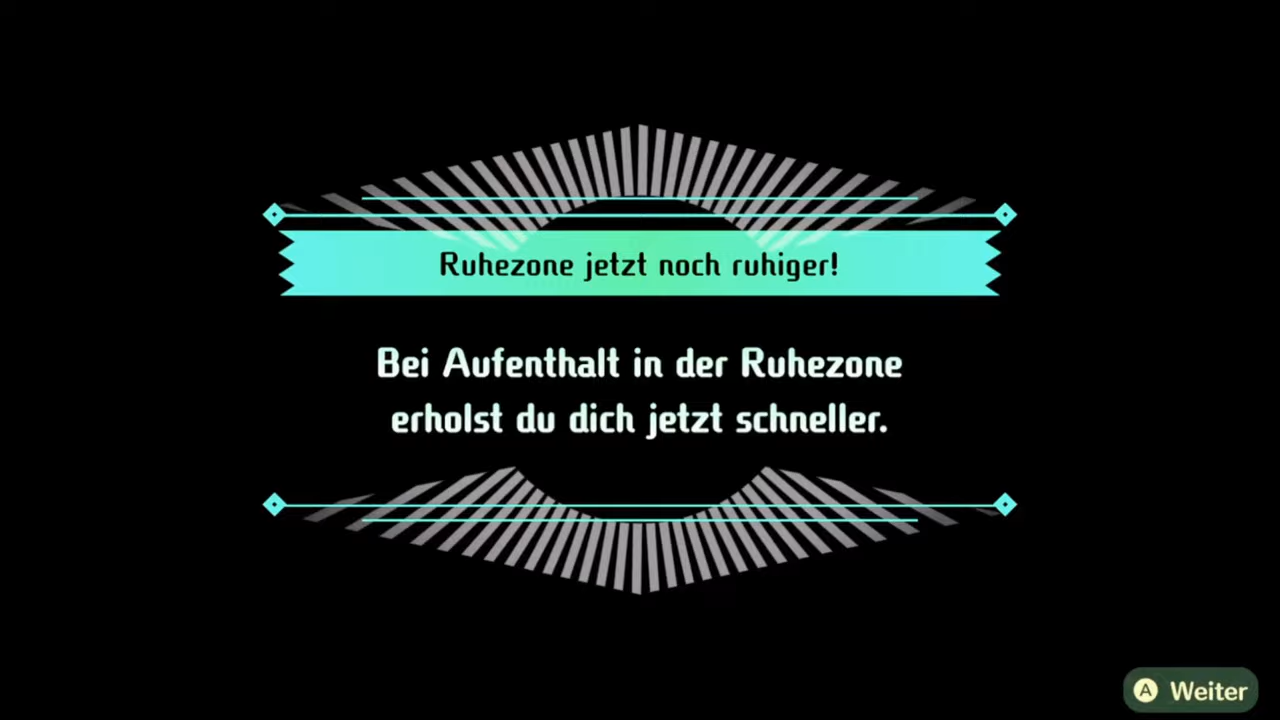 Ruhezone jetzt noch ruhiger!
Bei Aufenthalt in der Ruhezone
erholst du dich jetzt schneller.
A Weiter